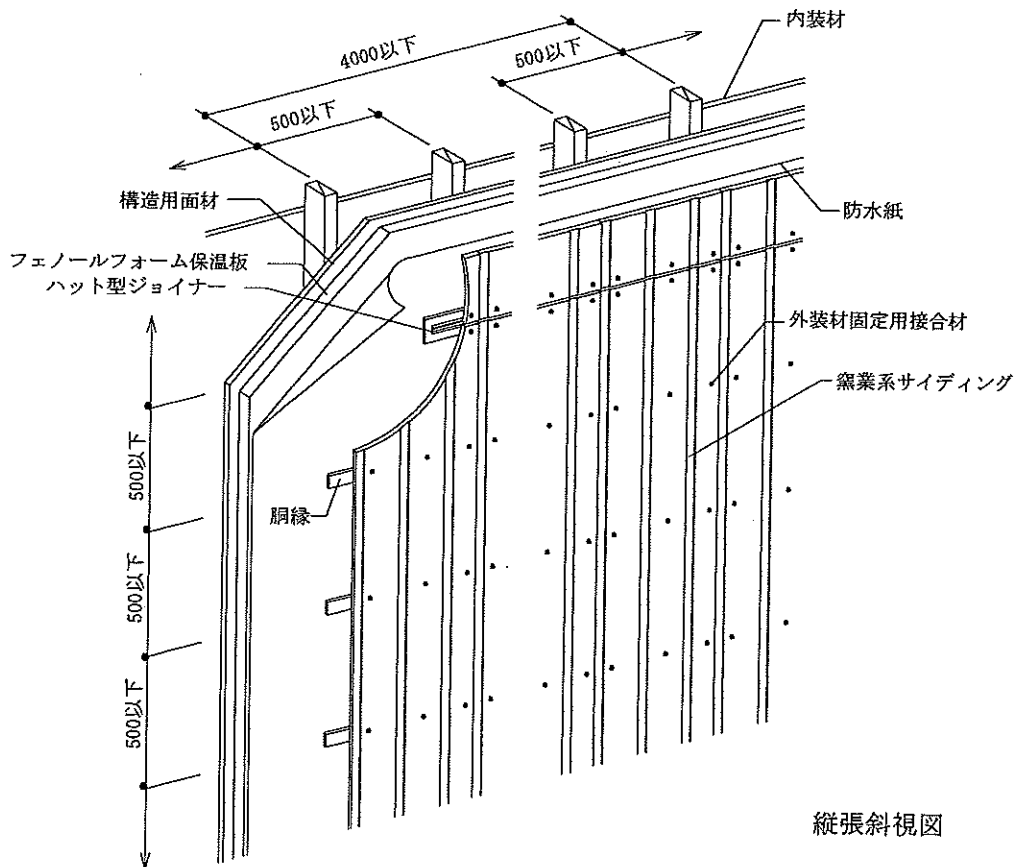 内装材
4000以下
500以下
500以下
構造用面材
防水紙
フェノールフォーム保温板
ハット型ジョイナー
外装材固定用接合材
窯業系サイディング
500以下
胴縁
500以下
500以下
縦張斜視図